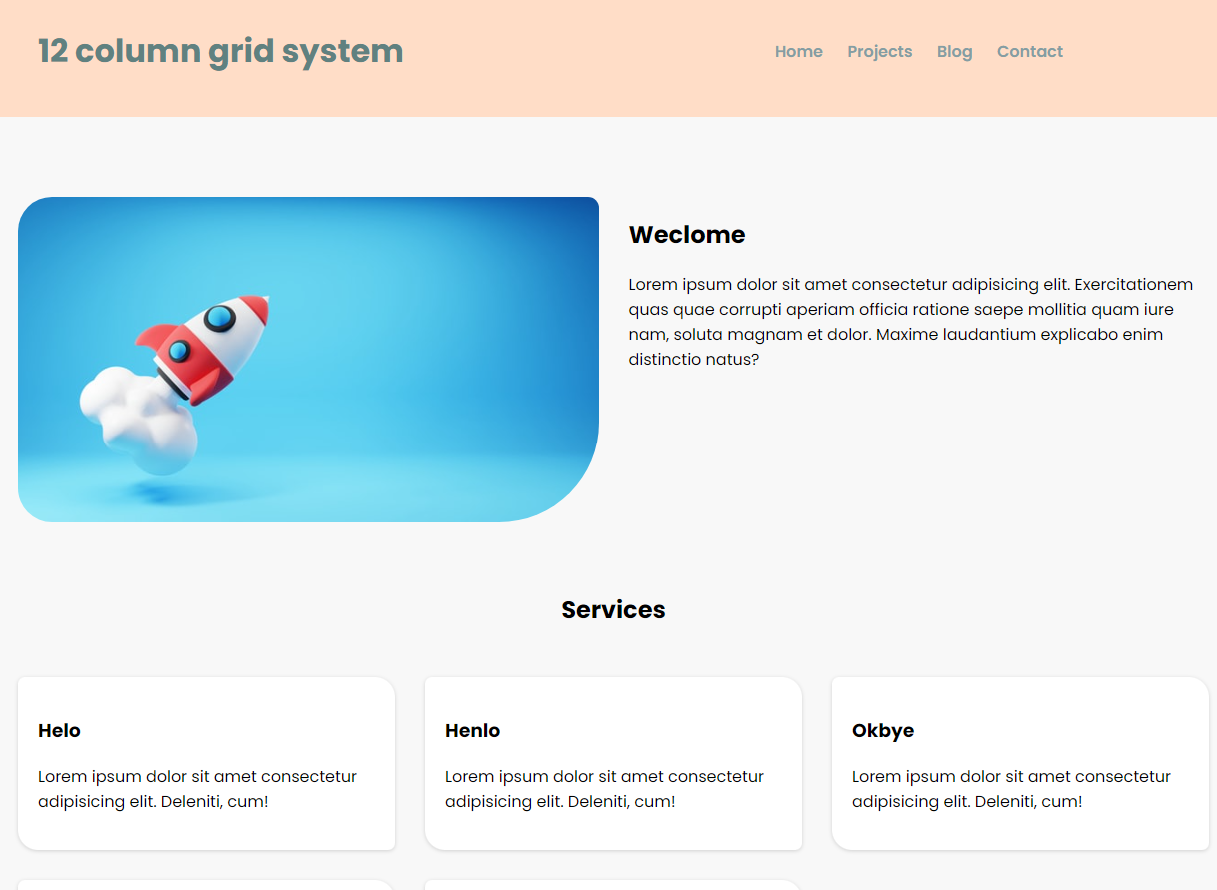 12 column grid system
Home Projects Blog Contact
Weclome
Lorem ipsum dolor sit amet consectetur adipisicing elit. Exercitationem
quas quae corrupti aperiam officia ratione saepe mollitia quam iure
nam, soluta magnam et dolor. Maxime laudantium explicabo enim
distinctio natus?
Services
Helo
Lorem ipsum dolor sit amet consectetur
adipisicing elit. Deleniti, cum!
Henlo
Lorem ipsum dolor sit amet consectetur
adipisicing elit. Deleniti, cum!
Okbye
Lorem ipsum dolor sit amet consectetur
adipisicing elit. Deleniti, cum!